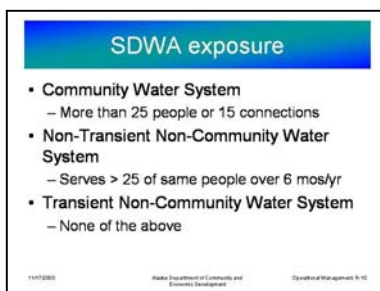 SDWA exposure
• Community Water System
– More than 25 people or 15 connections
• Non-Transient Non-Community Water
System
– Serves > 25 of same people over 6 mos/yr
• Transient Non-Community Water System
– None of the above
Alaska Department of Community and
Economic Development
Operational Management